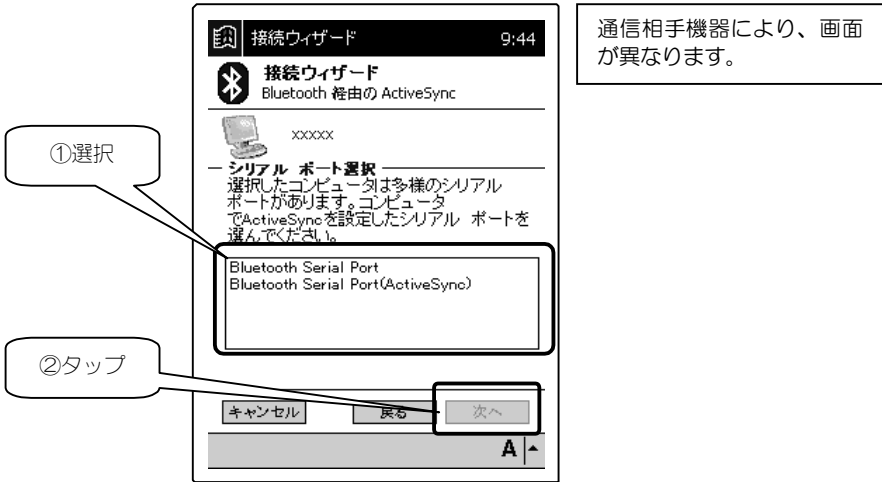 接続ウィザード 9:44
通信相手機器により、画面
が異なります。
接続ウィザード
Bluetooth 経由の ActiveSync
xxxxx
①選択
シリアル ポート選択
選択したコンピュータは多様のシリアル
ポートがあります。コンピュータ
でActiveSyncを設定したシリアル ポートを
選んでください。
Bluetooth Serial Port
Bluetooth Serial Port(ActiveSync)
②タップ
キャンセル 戻る 次へ
A